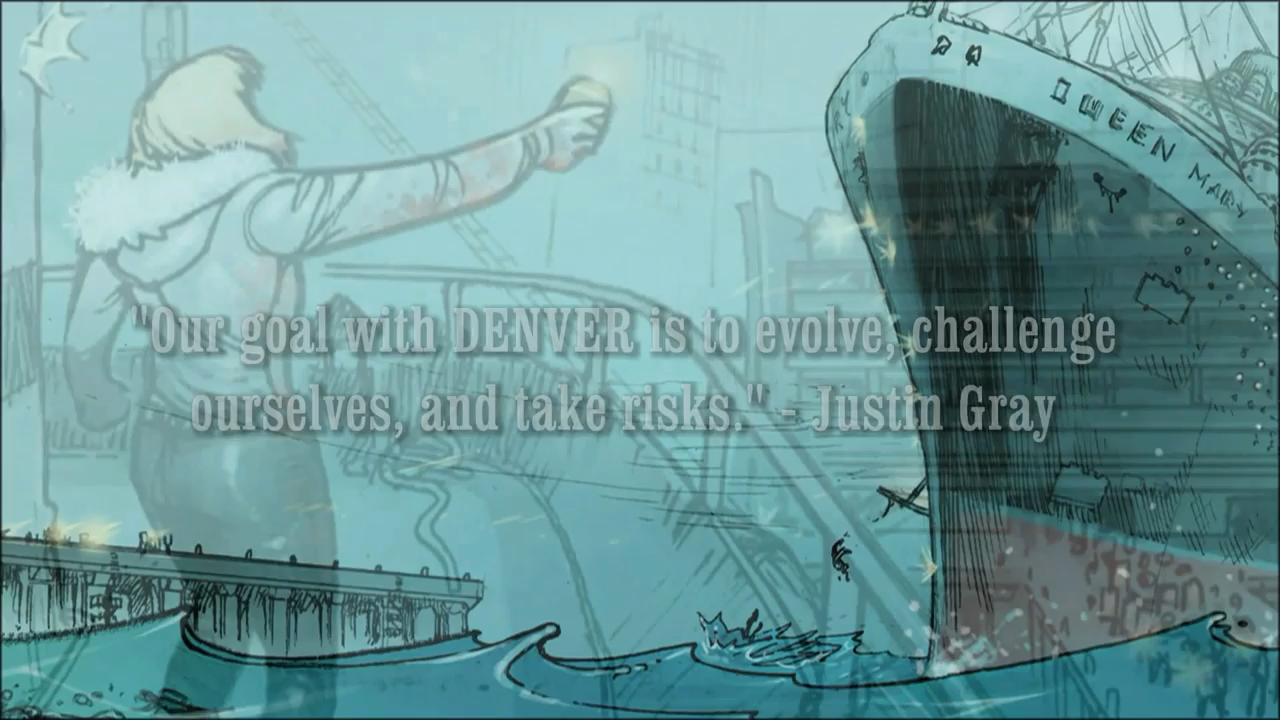 QUEEN MARY
"Our goal with DENVER is to evolve, challenge
ourselves, and take risks." - Justin Gray